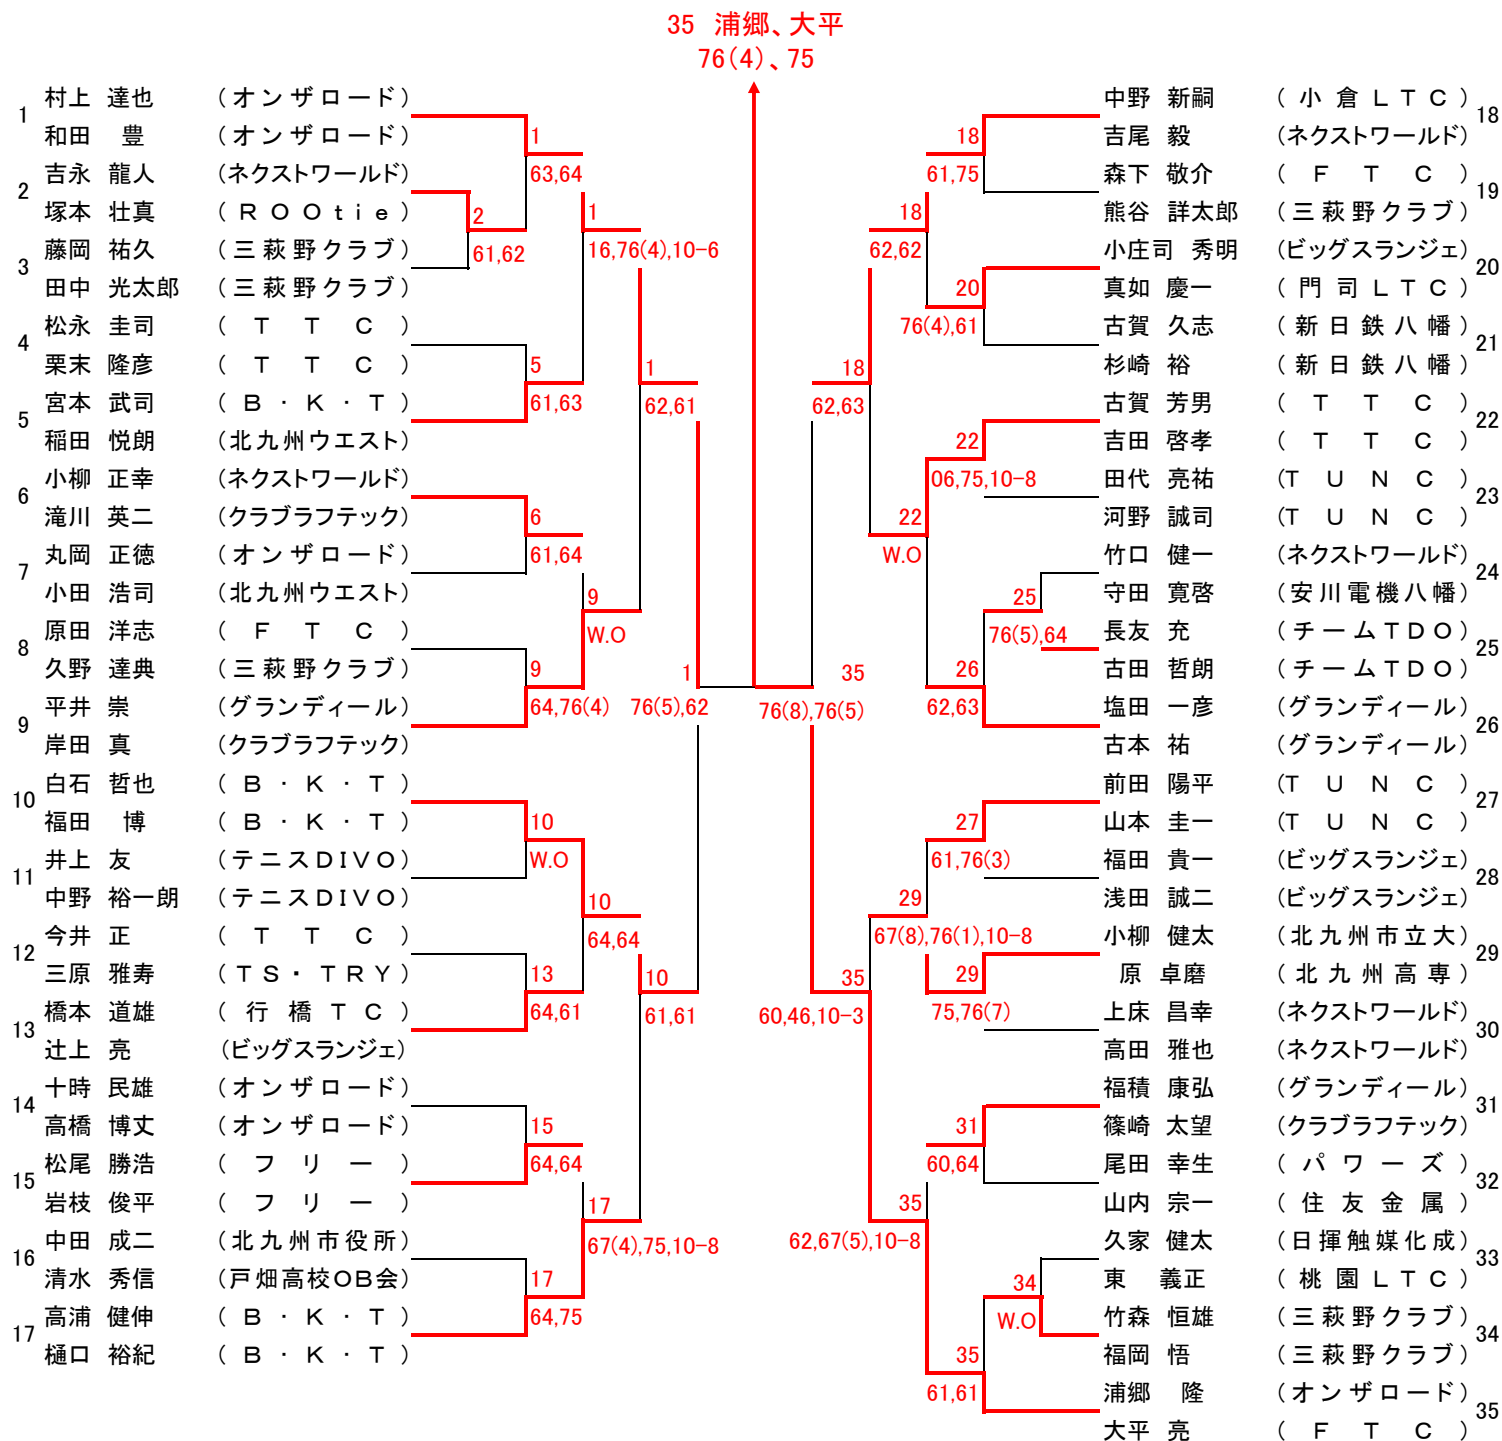 35 浦郷、大平
76(4)、75
1
村上 達也 (オンザロード)
和田 豊 (オンザロード)
2
吉永 龍人 (ネクストワールド)
塚本 壮真 (ROOtie)
3
藤岡 祐久 (三萩野クラブ)
田中 光太郎 (三萩野クラブ)
4
松永 圭司 (TTC)
栗末 隆彦 (TTC)
5
宮本 武司 (B・K・T)
稲田 悦朗 (北九州ウエスト)
6
小柳 正幸 (ネクストワールド)
滝川 英二 (クラブラフテック)
7
丸岡 正徳 (オンザロード)
小田 浩司 (北九州ウエスト)
8
原田 洋志 (FTC)
久野 達典 (三萩野クラブ)
9
平井 崇 (グランディール)
岸田 真 (クラブラフテック)
10
白石 哲也 (B・K・T)
福田 博 (B・K・T)
11
井上 友 (テニスDIVO)
中野 裕一朗 (テニスDIVO)
12
今井 正 (TTC)
三原 雅寿 (TS・TRY)
13
橋本 道雄 (行橋TC)
辻上 亮 (ビッグスランジェ)
14
十時 民雄 (オンザロード)
高橋 博丈 (オンザロード)
15
松尾 勝浩 (フリー)
岩枝 俊平 (フリー)
16
中田 成二 (北九州市役所)
清水 秀信 (戸畑高校OB会)
17
高浦 健伸 (B・K・T)
樋口 裕紀 (B・K・T)
2
61,62
1
63,64
5
61,63
6
61,64
9
64,76(4)
10
W.O
13
64,61
15
64,64
17
64,75
1
16,76(4),10-6
9
W.O
10
64,64
17
67(4),75,10-8
1
62,61
10
61,61
1
76(5),62
35
76(8),76(5)
18
62,63
35
60,46,10-3
18
62,62
22
W.O
29
67(8),76(1),10-8
35
62,67(5),10-8
18
61,75
20
76(4),61
22
06,75,10-8
26
62,63
27
61,76(3)
29
75,76(7)
31
60,64
35
61,61
25
76(5),64
34
W.O
中野 新嗣 (小倉LTC)
18
吉尾 毅 (ネクストワールド)
森下 敬介 (FTC)
19
熊谷 詳太郎 (三萩野クラブ)
小庄司 秀明 (ビッグスランジェ)
20
真如 慶一 (門司LTC)
古賀 久志 (新日鉄八幡)
21
杉崎 裕 (新日鉄八幡)
古賀 芳男 (TTC)
22
吉田 啓孝 (TTC)
田代 亮祐 (TUNC)
23
河野 誠司 (TUNC)
竹口 健一 (ネクストワールド)
24
守田 寛啓 (安川電機八幡)
長友 充 (チームTDO)
25
古田 哲朗 (チームTDO)
塩田 一彦 (グランディール)
26
古本 祐 (グランディール)
前田 陽平 (TUNC)
27
山本 圭一 (TUNC)
福田 貴一 (ビッグスランジェ)
28
浅田 誠二 (ビッグスランジェ)
小柳 健太 (北九州市立大)
29
原 卓磨 (北九州高専)
上床 昌幸 (ネクストワールド)
30
高田 雅也 (ネクストワールド)
福積 康弘 (グランディール)
31
篠崎 太望 (クラブラフテック)
尾田 幸生 (パワーズ)
32
山内 宗一 (住友金属)
久家 健太 (日揮触媒化成)
33
東 義正 (桃園LTC)
竹森 恒雄 (三萩野クラブ)
34
福岡 悟 (三萩野クラブ)
浦郷 隆 (オンザロード)
35
大平 亮 (FTC)